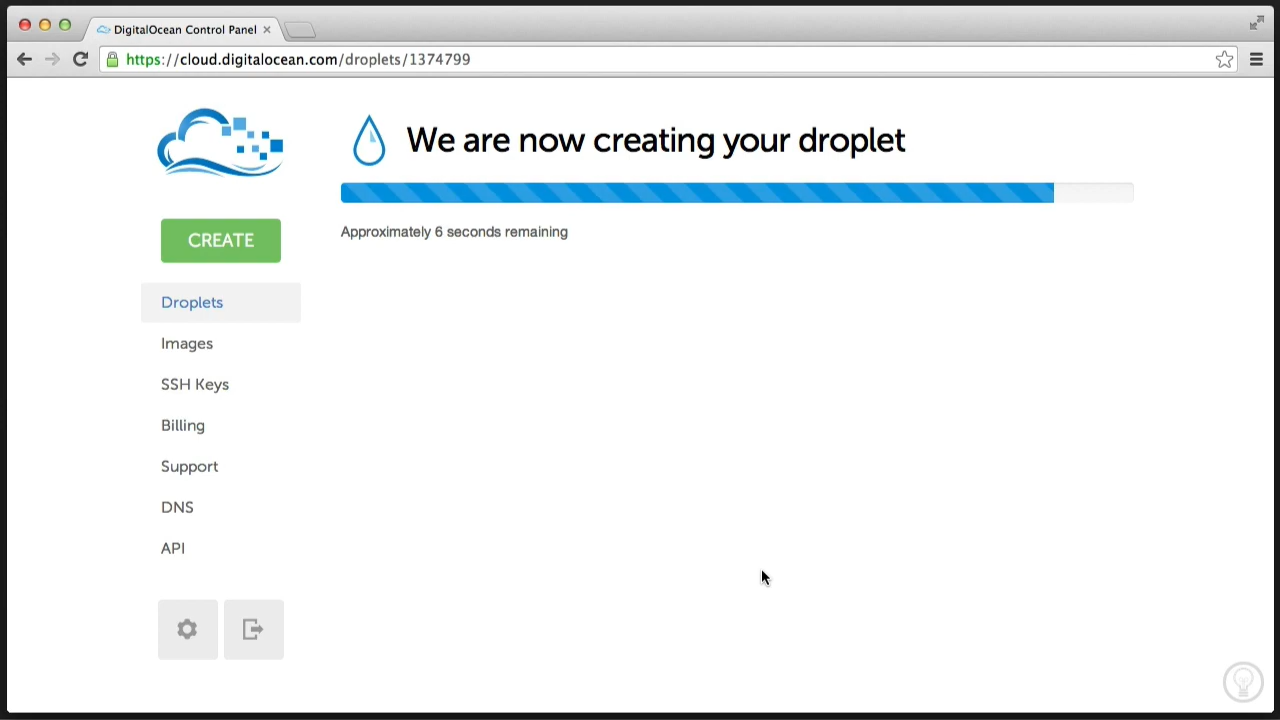 DigitalOcean Control Panel
https://cloud.digitalocean.com/droplets/1374799
We are now creating your droplet
Approximately 6 seconds remaining
CREATE
Droplets
Images
SSH Keys
Billing
Support
DNS
API